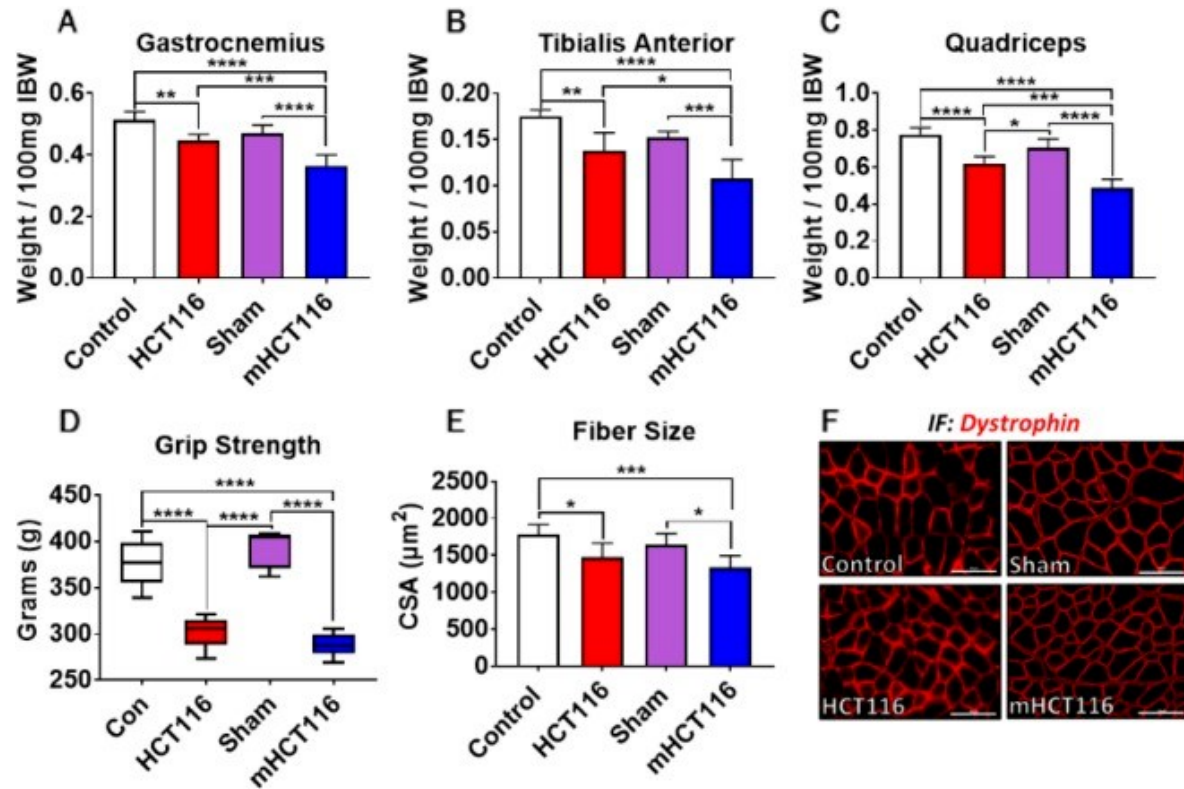 A
Gastrocnemius
Weight / 100mg IBW
0.6
0.4
0.2
0.0
****
***
**
****
Control
HCT116
Sham
mHCT116
B
Tibialis Anterior
Weight / 100mg IBW
0.20
0.15
0.10
0.05
0.00
****
*
**
***
Control
HCT116
Sham
mHCT116
C
Quadriceps
Weight / 100mg IBW
1.0
0.8
0.6
0.4
0.2
0.0
****
***
****
****
*
Control
HCT116
Sham
mHCT116
D
Grip Strength
Grams (g)
450
400
350
300
250
****
****
****
****
Con
HCT116
Sham
mHCT116
E
Fiber Size
CSA (µm²)
2500
2000
1500
1000
500
0
***
*
*
Control
HCT116
Sham
mHCT116
F
IF: Dystrophin
Control
Sham
HCT116
mHCT116